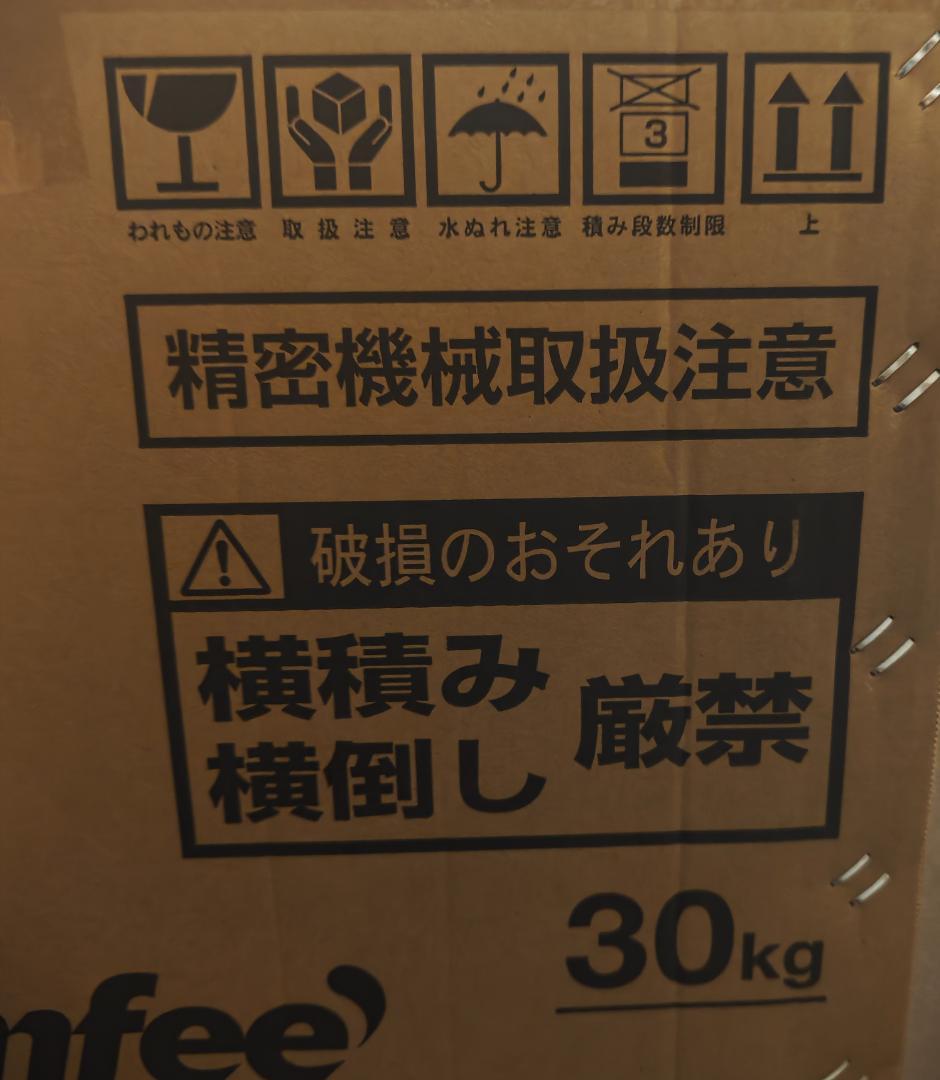 3
われもの注意 取扱注意 水ぬれ注意 積み段数制限 上
精密機械取扱注意
破損のおそれあり
横積み
横倒し
厳禁
30kg
mfee